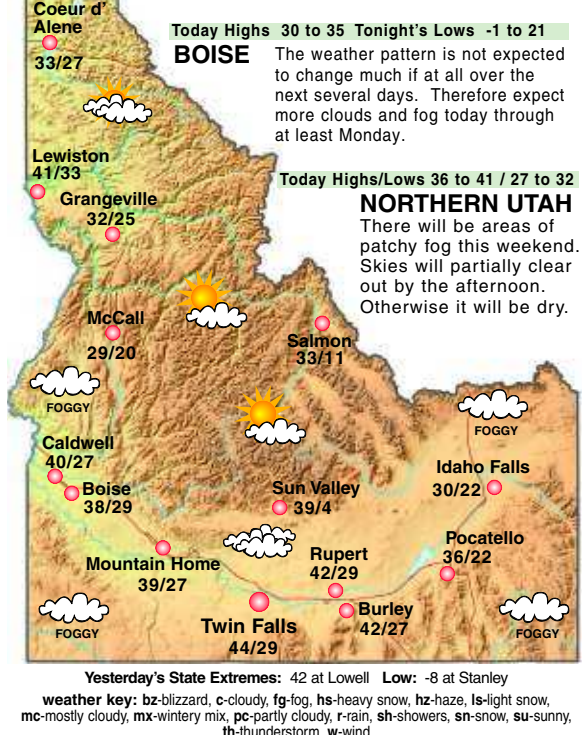 Coeur d'
Alene
33/27
Today Highs 30 to 35 Tonight's Lows -1 to 21
BOISE
The weather pattern is not expected
to change much if at all over the
next several days. Therefore expect
more clouds and fog today through
at least Monday.
Lewiston
41/33
Grangeville
32/25
Today Highs/Lows 36 to 41 / 27 to 32
NORTHERN UTAH
There will be areas of
patchy fog this weekend.
Skies will partially clear
out by the afternoon.
Otherwise it will be dry.
McCall
29/20
Salmon
33/11
FOGGY
FOGGY
Caldwell
40/27
Boise
38/29
Sun Valley
39/4
Idaho Falls
30/22
Mountain Home
39/27
Rupert
42/29
Pocatello
36/22
Twin Falls
44/29
Burley
42/27
FOGGY
FOGGY
Yesterday's State Extremes: 42 at Lowell Low: -8 at Stanley
weather key: bz-blizzard, c-cloudy, fg-fog, hs-heavy snow, hz-haze, ls-light snow,
mc-mostly cloudy, mx-wintery mix, pc-partly cloudy, r-rain, sh-showers, sn-snow, su-sunny,
th-thunderstorm, w-wind